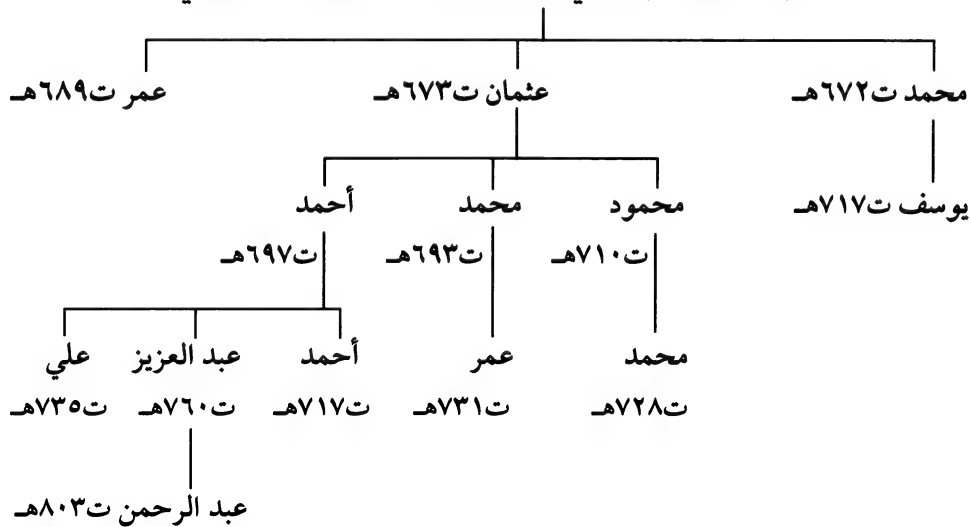 محمد ت٦٧٢هـ عثمان ت٦٧٣هـ عمر ت٦٨٩هـ
يوسف ت٧١٧هـ محمود محمد أحمد
ت٧١٠هـ ت٦٩٣هـ ت٦٩٧هـ
محمد عمر أحمد عبد العزيز علي
ت٧٢٨هـ ت٧٣١هـ ت٧١٧هـ ت٧٦٠هـ ت٧٣٥هـ
عبد الرحمن ت٨٠٣هـ